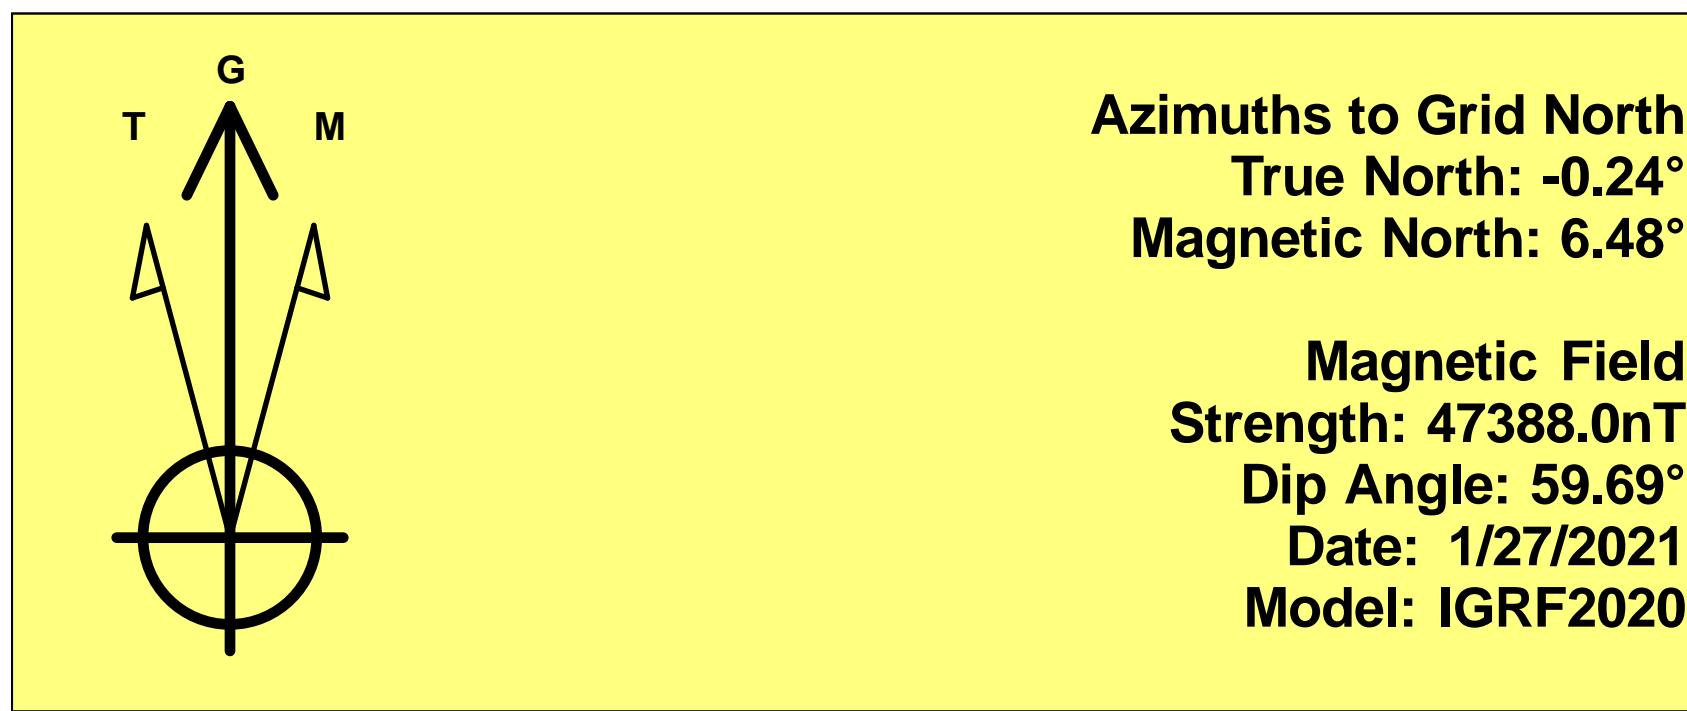 G
T M
Azimuths to Grid North
True North: -0.24°
Magnetic North: 6.48°
Magnetic Field
Strength: 47388.0nT
Dip Angle: 59.69°
Date: 1/27/2021
Model: IGRF2020